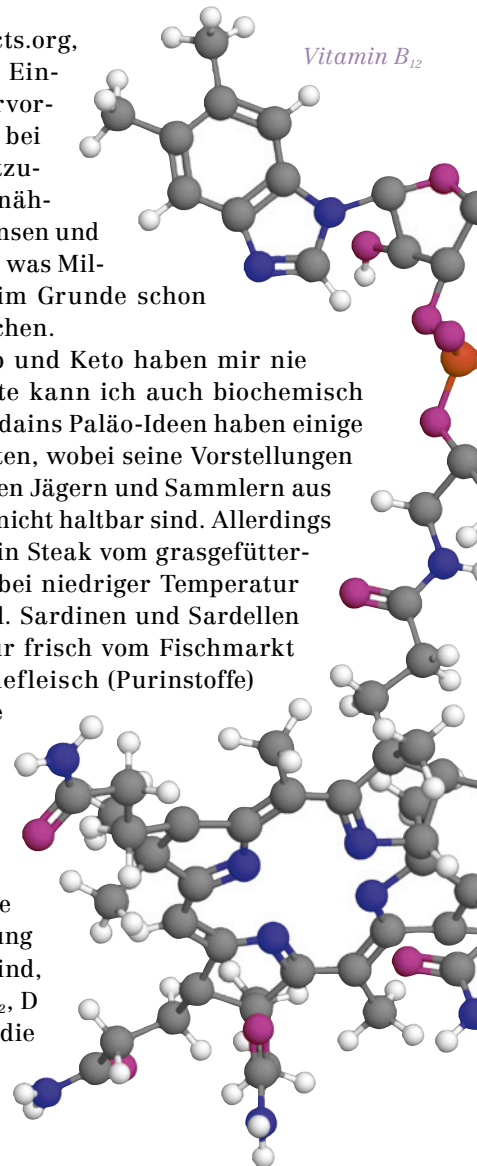 cts.org,
Ein-
rvor-
bei
tzu-
näh-
nsen und
was Mil-
im Grunde schon
chen.
Vitamin B₁₂
o und Keto haben mir nie
te kann ich auch biochemisch
dains Paläo-Ideen haben einige
ten, wobei seine Vorstellungen
en Jägern und Sammlern aus
nicht haltbar sind. Allerdings
in Steak vom grasgefütter-
bei niedriger Temperatur
l. Sardinen und Sardellen
ur frisch vom Fischmarkt
efleisch (Purinstoffe)
e
e
ung
ind,
₂, D
die